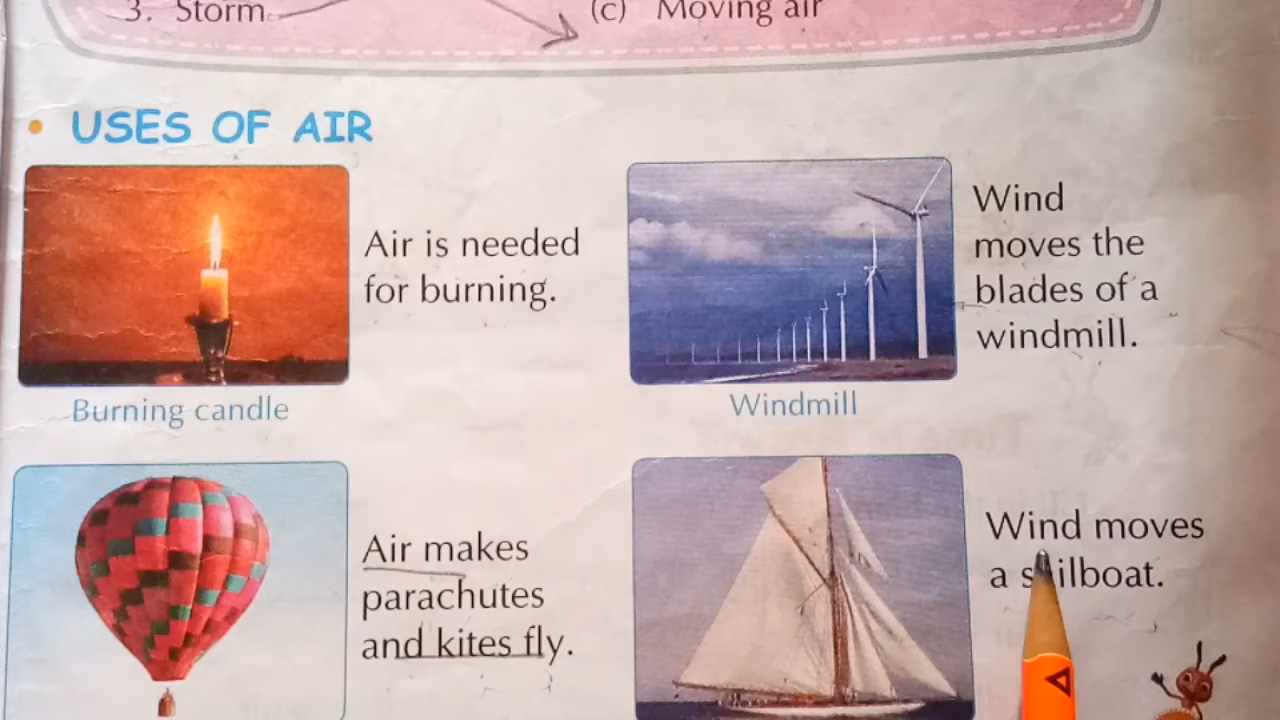 3. Storm
(c) Moving air
• USES OF AIR
Air is needed
for burning.
Burning candle
Wind
moves the
blades of a
windmill.
Windmill
Air makes
parachutes
and kites fly.
Wind moves
a sailboat.